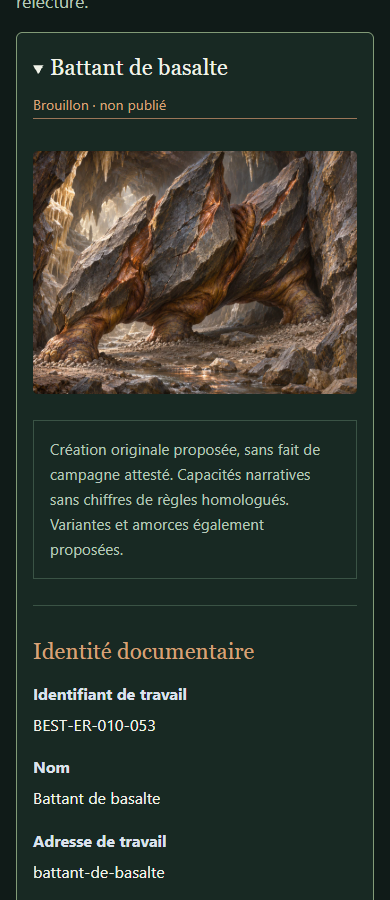 relecture.
▼ Battant de basalte
Brouillon · non publié
Création originale proposée, sans fait de
campagne attesté. Capacités narratives
sans chiffres de règles homologués.
Variantes et amorces également
proposées.
Identité documentaire
Identifiant de travail
BEST-ER-010-053
Nom
Battant de basalte
Adresse de travail
battant-de-basalte